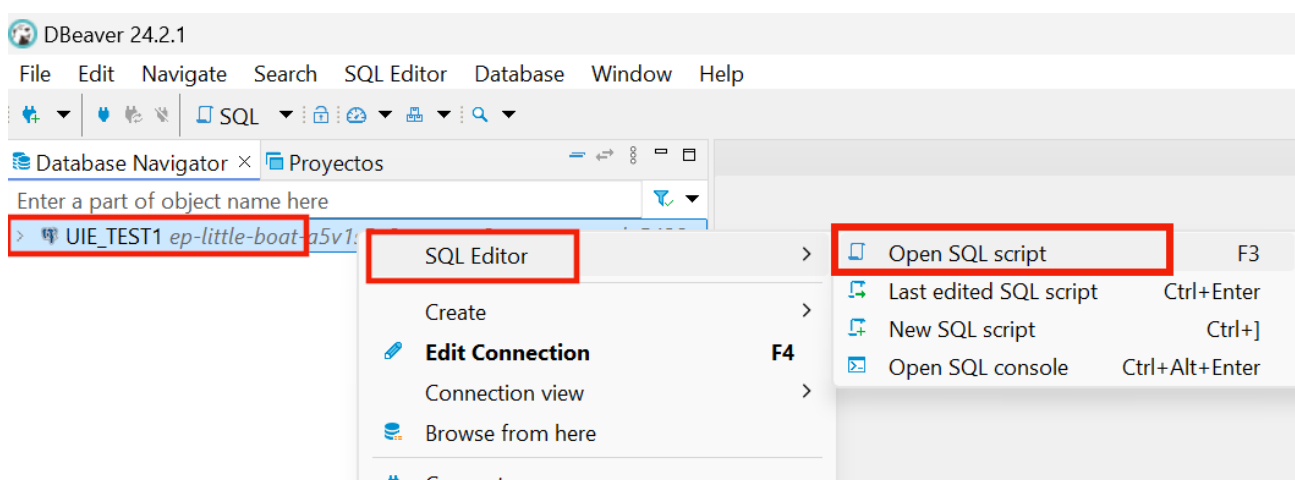 DBeaver 24.2.1
File Edit Navigate Search SQL Editor Database Window Help
SQL
Database Navigator Proyectos
Enter a part of object name here
UIE_TEST1 ep-little-boat-a5v1
SQL Editor
Open SQL script F3
Last edited SQL script Ctrl+Enter
New SQL script Ctrl+]
Open SQL console Ctrl+Alt+Enter
Create
Edit Connection F4
Connection view
Browse from here